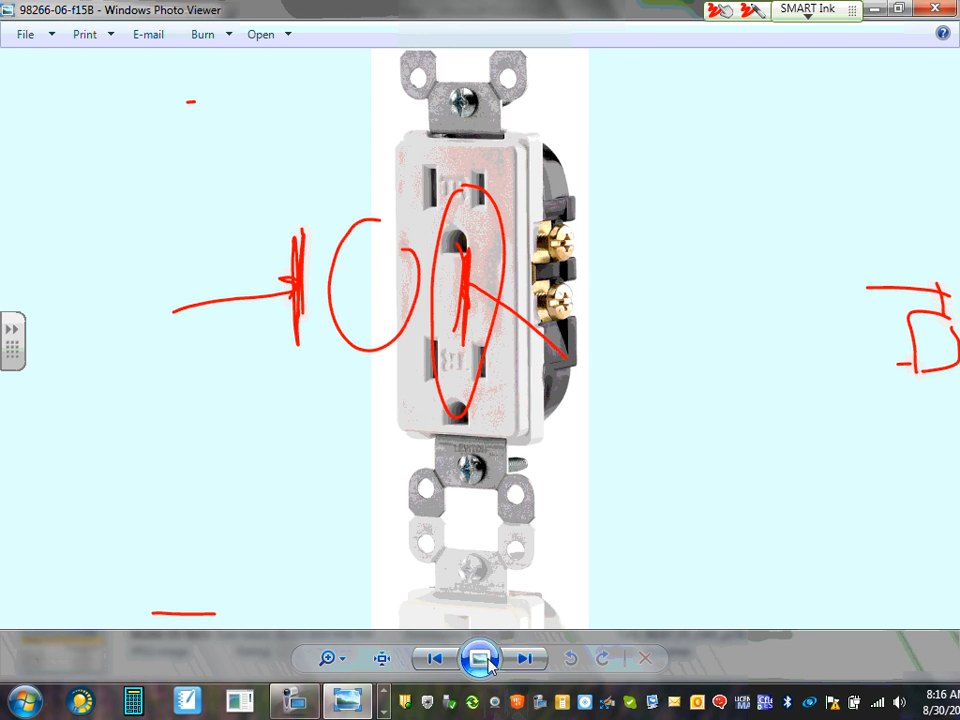 98266-06-f15B - Windows Photo Viewer
SMART Ink
File Print E-mail Burn Open
LEVITON
D
8:16 AM
8/30/20